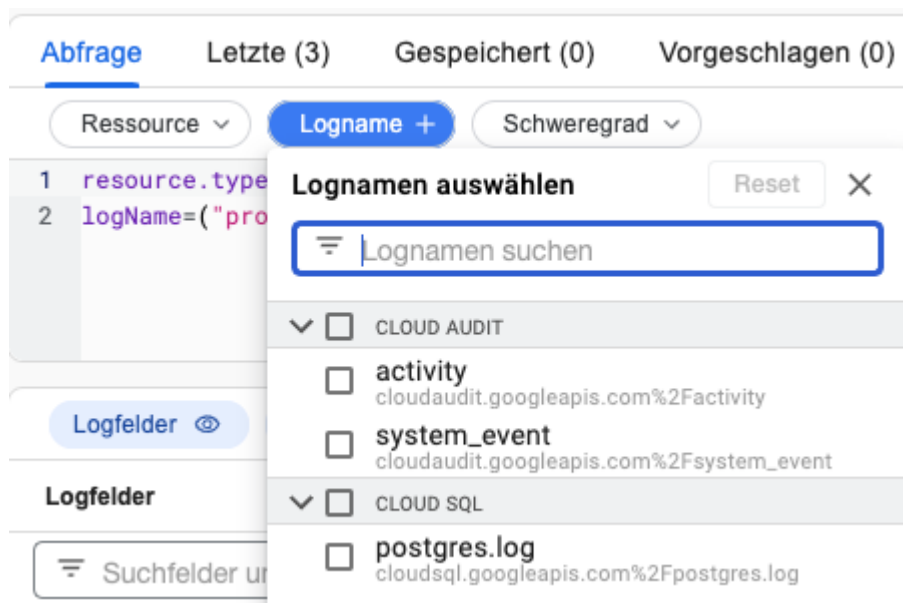 Abfrage Letzte (3) Gespeichert (0) Vorgeschlagen (0)
Ressource Logname + Schweregrad
1 resource.type
2 logName=("pro
Lognamen auswählen Reset
Lognamen suchen
CLOUD AUDIT
activity
cloudaudit.googleapis.com%2Factivity
system_event
cloudaudit.googleapis.com%2Fsystem_event
CLOUD SQL
postgres.log
cloudsql.googleapis.com%2Fpostgres.log
Logfelder
Logfelder
Suchfelder